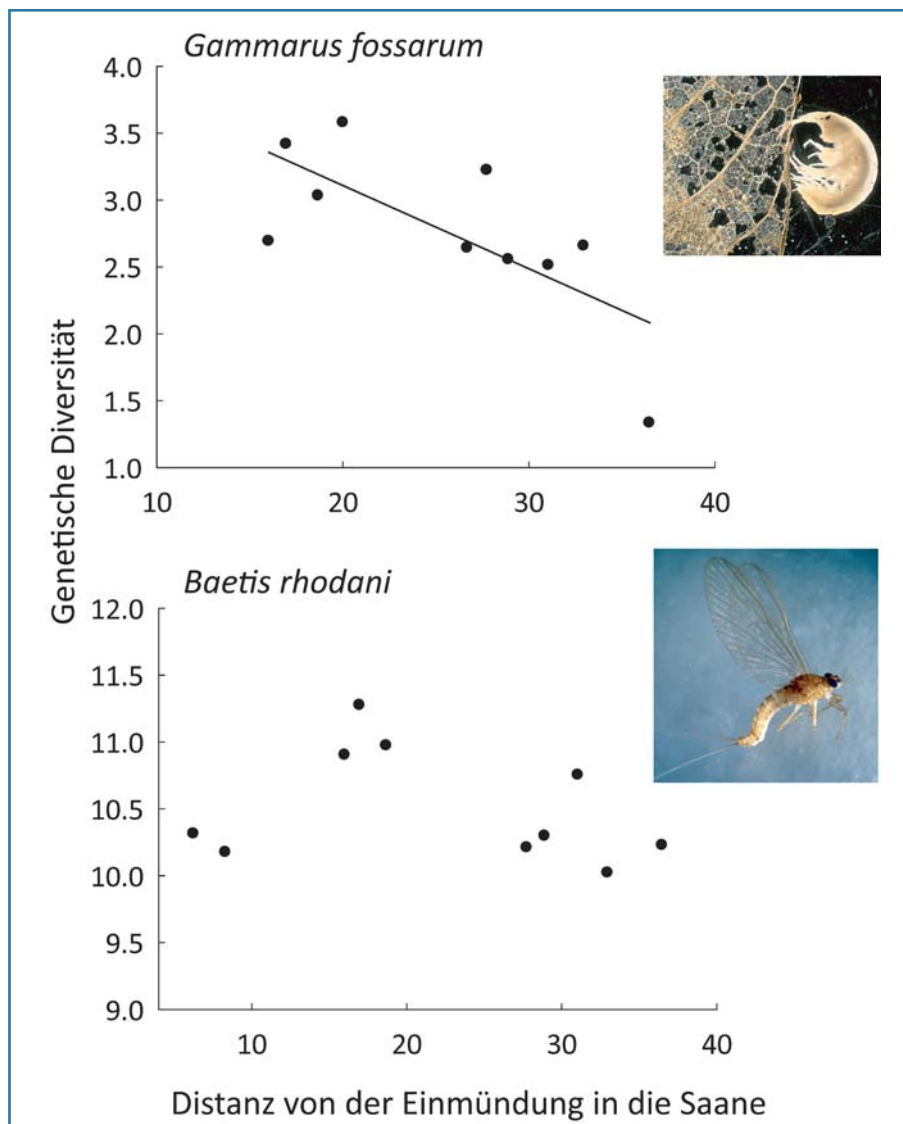 Gammarus fossarum
4.0
3.5
3.0
2.5
2.0
1.5
1.0
10 20 30 40
Genetische Diversität
Baetis rhodani
12.0
11.5
11.0
10.5
10.0
9.5
9.0
10 20 30 40
Distanz von der Einmündung in die Saane